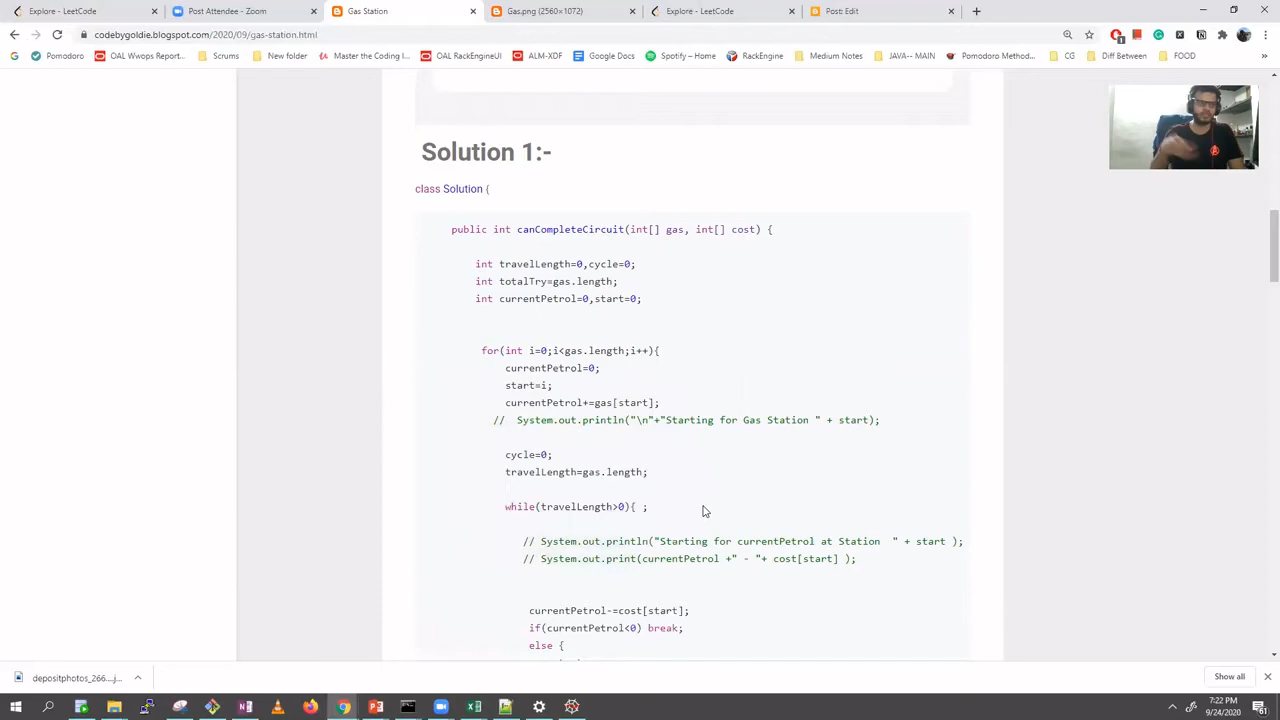 Explore - LeetCode
Post Attendee - Zoom
Gas Station
Gas.png (2560×1072)
Explore - LeetCode
Post: Edit
codebygoldie.blogspot.com/2020/09/gas-station.html
Pomodoro
OAL Wwops Report...
Scrums
New folder
Master the Coding I...
OAL RackEngineUI
ALM-XDF
Google Docs
Spotify – Home
RackEngine
Medium Notes
JAVA-- MAIN
Pomodoro Method...
CG
Diff Between
FOOD
Solution 1:-
class Solution {
public int canCompleteCircuit(int[] gas, int[] cost) {
int travelLength=0,cycle=0;
int totalTry=gas.length;
int currentPetrol=0,start=0;
for(int i=0;i<gas.length;i++){
currentPetrol=0;
start=i;
currentPetrol+=gas[start];
// System.out.println("\n"+"Starting for Gas Station " + start);
cycle=0;
travelLength=gas.length;
while(travelLength>0){ ;
// System.out.println("Starting for currentPetrol at Station " + start );
// System.out.print(currentPetrol +" - "+ cost[start] );
currentPetrol-=cost[start];
if(currentPetrol<0) break;
else {
depositphotos_266....j...
Show all
7:22 PM
9/24/2020